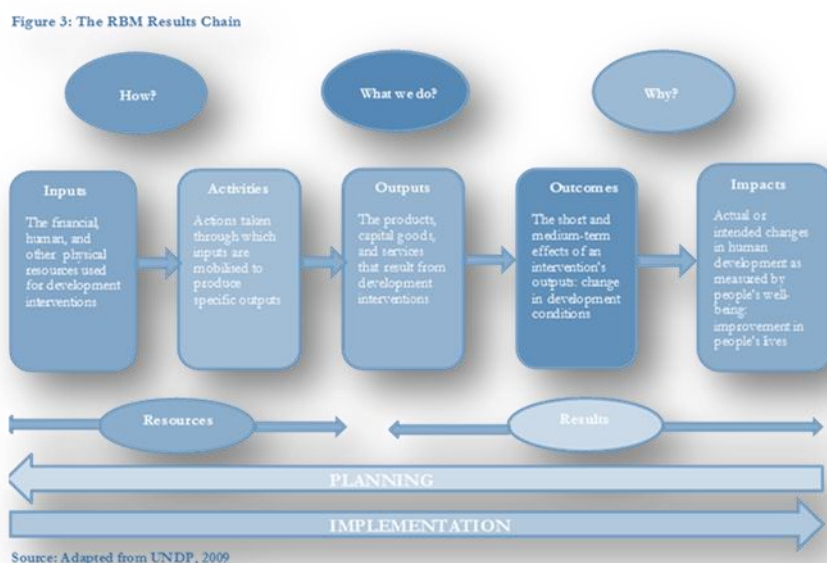 Figure 3: The RBM Results Chain
How?
What we do?
Why?
Inputs
The financial,
human, and
other physical
resources used
for development
interventions
Activities
Actions taken
through which
inputs are
mobilised to
produce
specific outputs
Outputs
The products,
capital goods,
and services
that result from
development
interventions
Outcomes
The short and
medium-term
effects of an
intervention's
outputs: change
in development
conditions
Impacts
Actual or
intended changes
in human
development as
measured by
people's well-
being:
improvement in
people's lives
Resources
Results
PLANNING
IMPLEMENTATION
Source: Adapted from UNDP, 2009